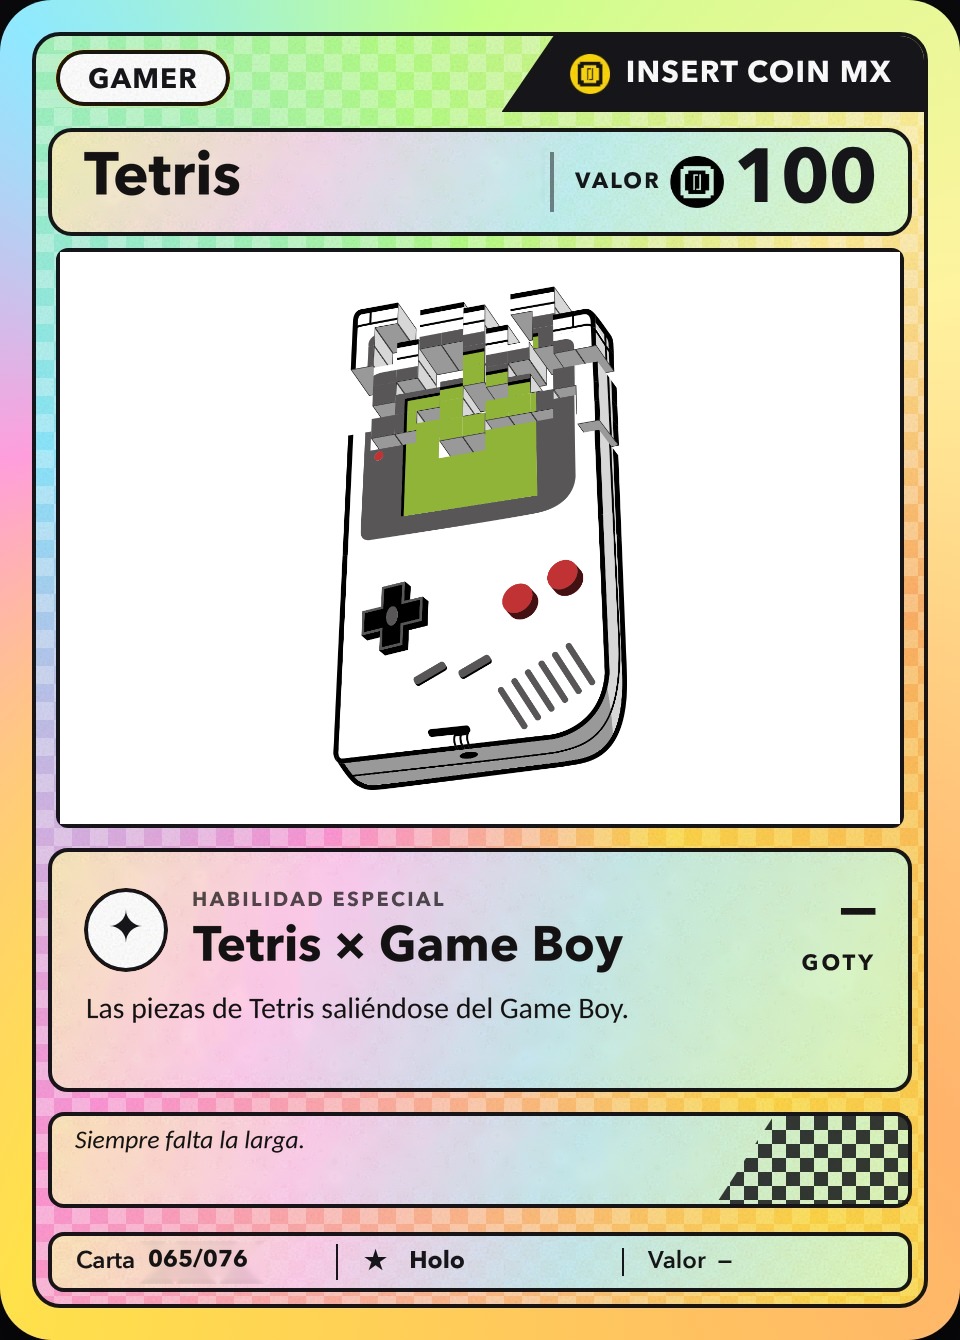 GAMER
INSERT COIN MX
Tetris
VALOR 100
HABILIDAD ESPECIAL
Tetris × Game Boy
–
GOTY
Las piezas de Tetris saliéndose del Game Boy.
Siempre falta la larga.
Carta 065/076
★ Holo
Valor –